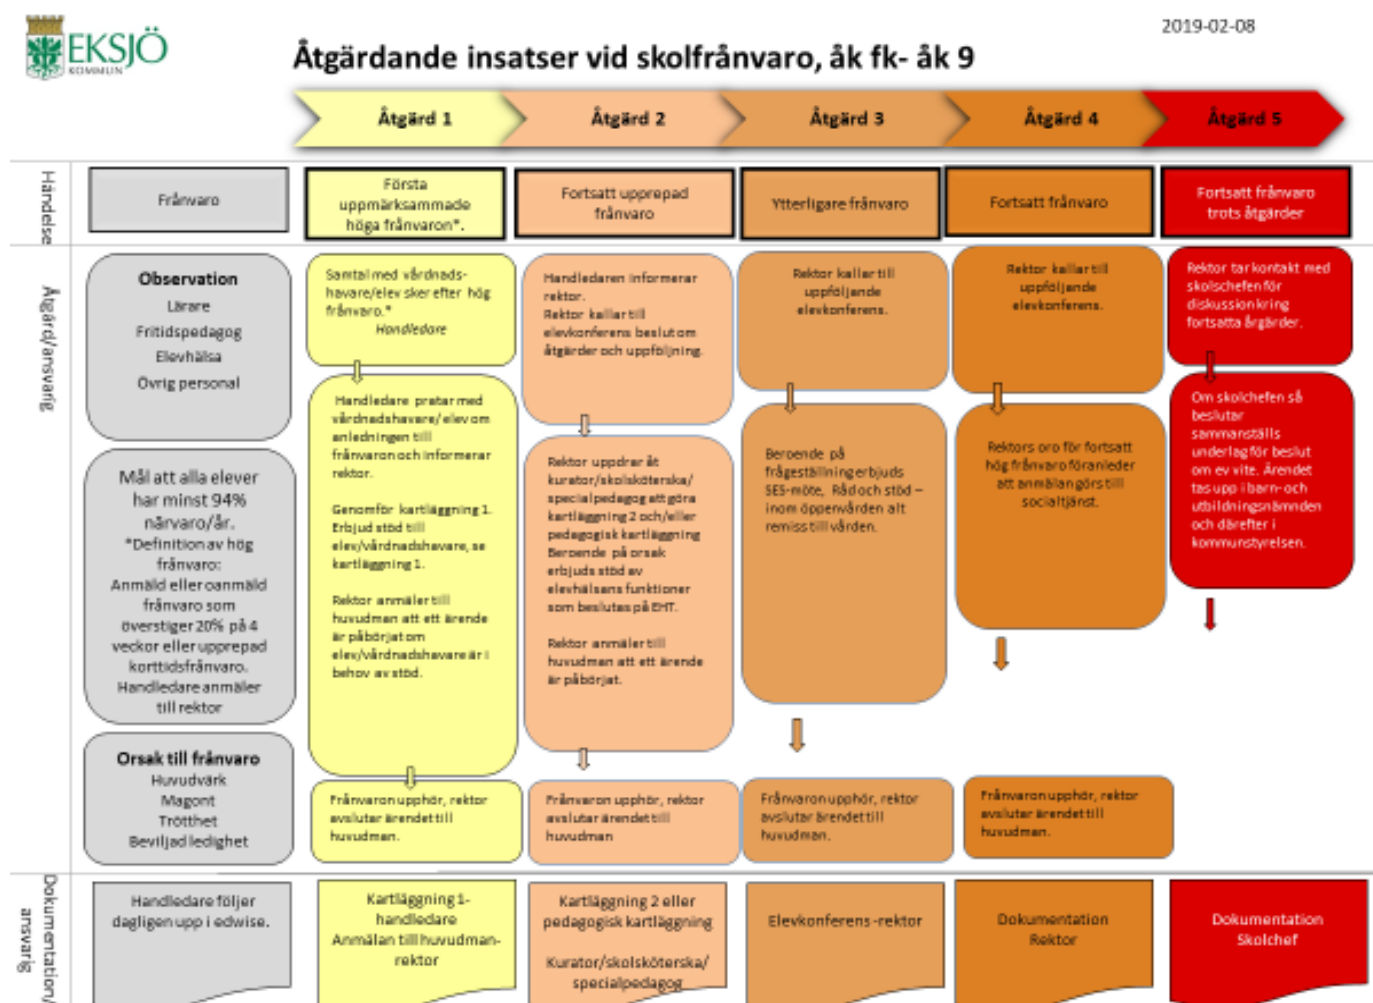 EKSJÖ
KOMMUN
2019-02-08
Åtgärdande insatser vid skolfrånvaro, åk fk- åk 9
Åtgärd 1
Åtgärd 2
Åtgärd 3
Åtgärd 4
Åtgärd 5
Händelse
Frånvaro
Första
uppmärksammade
höga frånvaron*.
Fortsatt upprepad
frånvaro
Ytterligare frånvaro
Fortsatt frånvaro
Fortsatt frånvaro
trots åtgärder
Åtgärd/ansvarig
Observation
Lärare
Fritidspedagog
Elevhälsa
Övrig personal
Mål att alla elever
har minst 94%
närvaro/år.
*Definition av hög
frånvaro:
Anmäld eller oanmäld
frånvaro som
överstiger 20% på 4
veckor eller upprepad
korttidsfrånvaro.
Handledare anmäler
till rektor
Orsak till frånvaro
Huvudvärk
Magont
Trötthet
Beviljad ledighet
Samtal med vårdnads-
havare/elev sker efter hög
frånvaro.*
Handledare
Handledare pratar med
vårdnadshavare/ elev om
anledningen till
frånvaron och informerar
rektor.
Genomför kartläggning 1.
Erbjud stöd till
elev/vårdnadshavare, se
kartläggning 1.
Rektor anmäler till
huvudman att ett ärende
är påbörjat om
elev/vårdnadshavare är i
behov av stöd.
Frånvaron upphör, rektor
avslutar ärendet till
huvudman.
Handledaren informerar
rektor.
Rektor kallar till
elevkonferens beslut om
åtgärder och uppföljning.
Rektor uppdrar åt
kurator/skolsköterska/
specialpedagog att göra
kartläggning 2 och/eller
pedagogisk kartläggning
Beroende på orsak
erbjuds stöd av
elevhälsans funktioner
som beslutas på EHT.
Rektor anmäler till
huvudman att ett ärende
är påbörjat.
Frånvaron upphör, rektor
avslutar ärendet till
huvudman
Rektor kallar till
uppföljande
elevkonferens.
Beroende på
frågeställning erbjuds
SES-möte, Råd och stöd –
inom öppenvården alt
remiss till vården.
Frånvaron upphör, rektor
avslutar ärendet till
huvudman.
Rektor kallar till
uppföljande
elevkonferens.
Rektors oro för fortsatt
hög frånvaro föranleder
att anmälan görs till
socialtjänst.
Frånvaron upphör, rektor
avslutar ärendet till
huvudman.
Rektor tar kontakt med
skolschefen för
diskussion kring
fortsatta årgärder.
Om skolchefen så
beslutar
sammanställs
underlag för beslut
om ev vite. Ärendet
tas upp i barn- och
utbildningsnämnden
och därefter i
kommunstyrelsen.
Dokumentation/
ansvarig
Handledare följer
dagligen upp i edwise.
Kartläggning 1-
handledare
Anmälan till huvudman-
rektor
Kartläggning 2 eller
pedagogisk kartläggning
Kurator/skolsköterska/
specialpedagog
Elevkonferens -rektor
Dokumentation
Rektor
Dokumentation
Skolchef